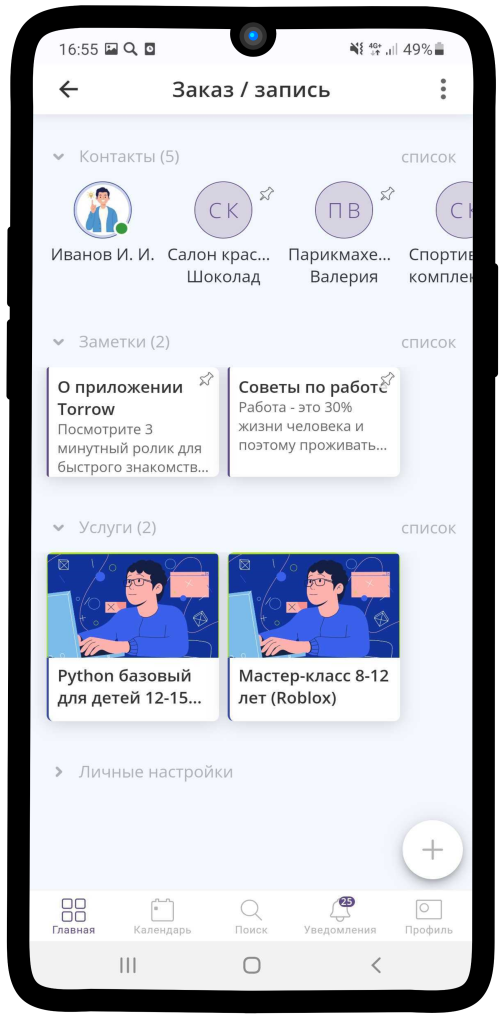 16:55
4G+
49%
Заказ / запись
Контакты (5)
список
СК
ПВ
Иванов И. И.
Салон крас...
Шоколад
Парикмахе...
Валерия
Заметки (2)
список
О приложении
Torrow
Посмотрите 3
минутный ролик для
быстрого знакомств...
Советы по работе
Работа - это 30%
жизни человека и
поэтому проживать...
Услуги (2)
список
Python базовый
для детей 12-15...
Мастер-класс 8-12
лет (Roblox)
Личные настройки
25
Главная
Календарь
Поиск
Уведомления
Профиль